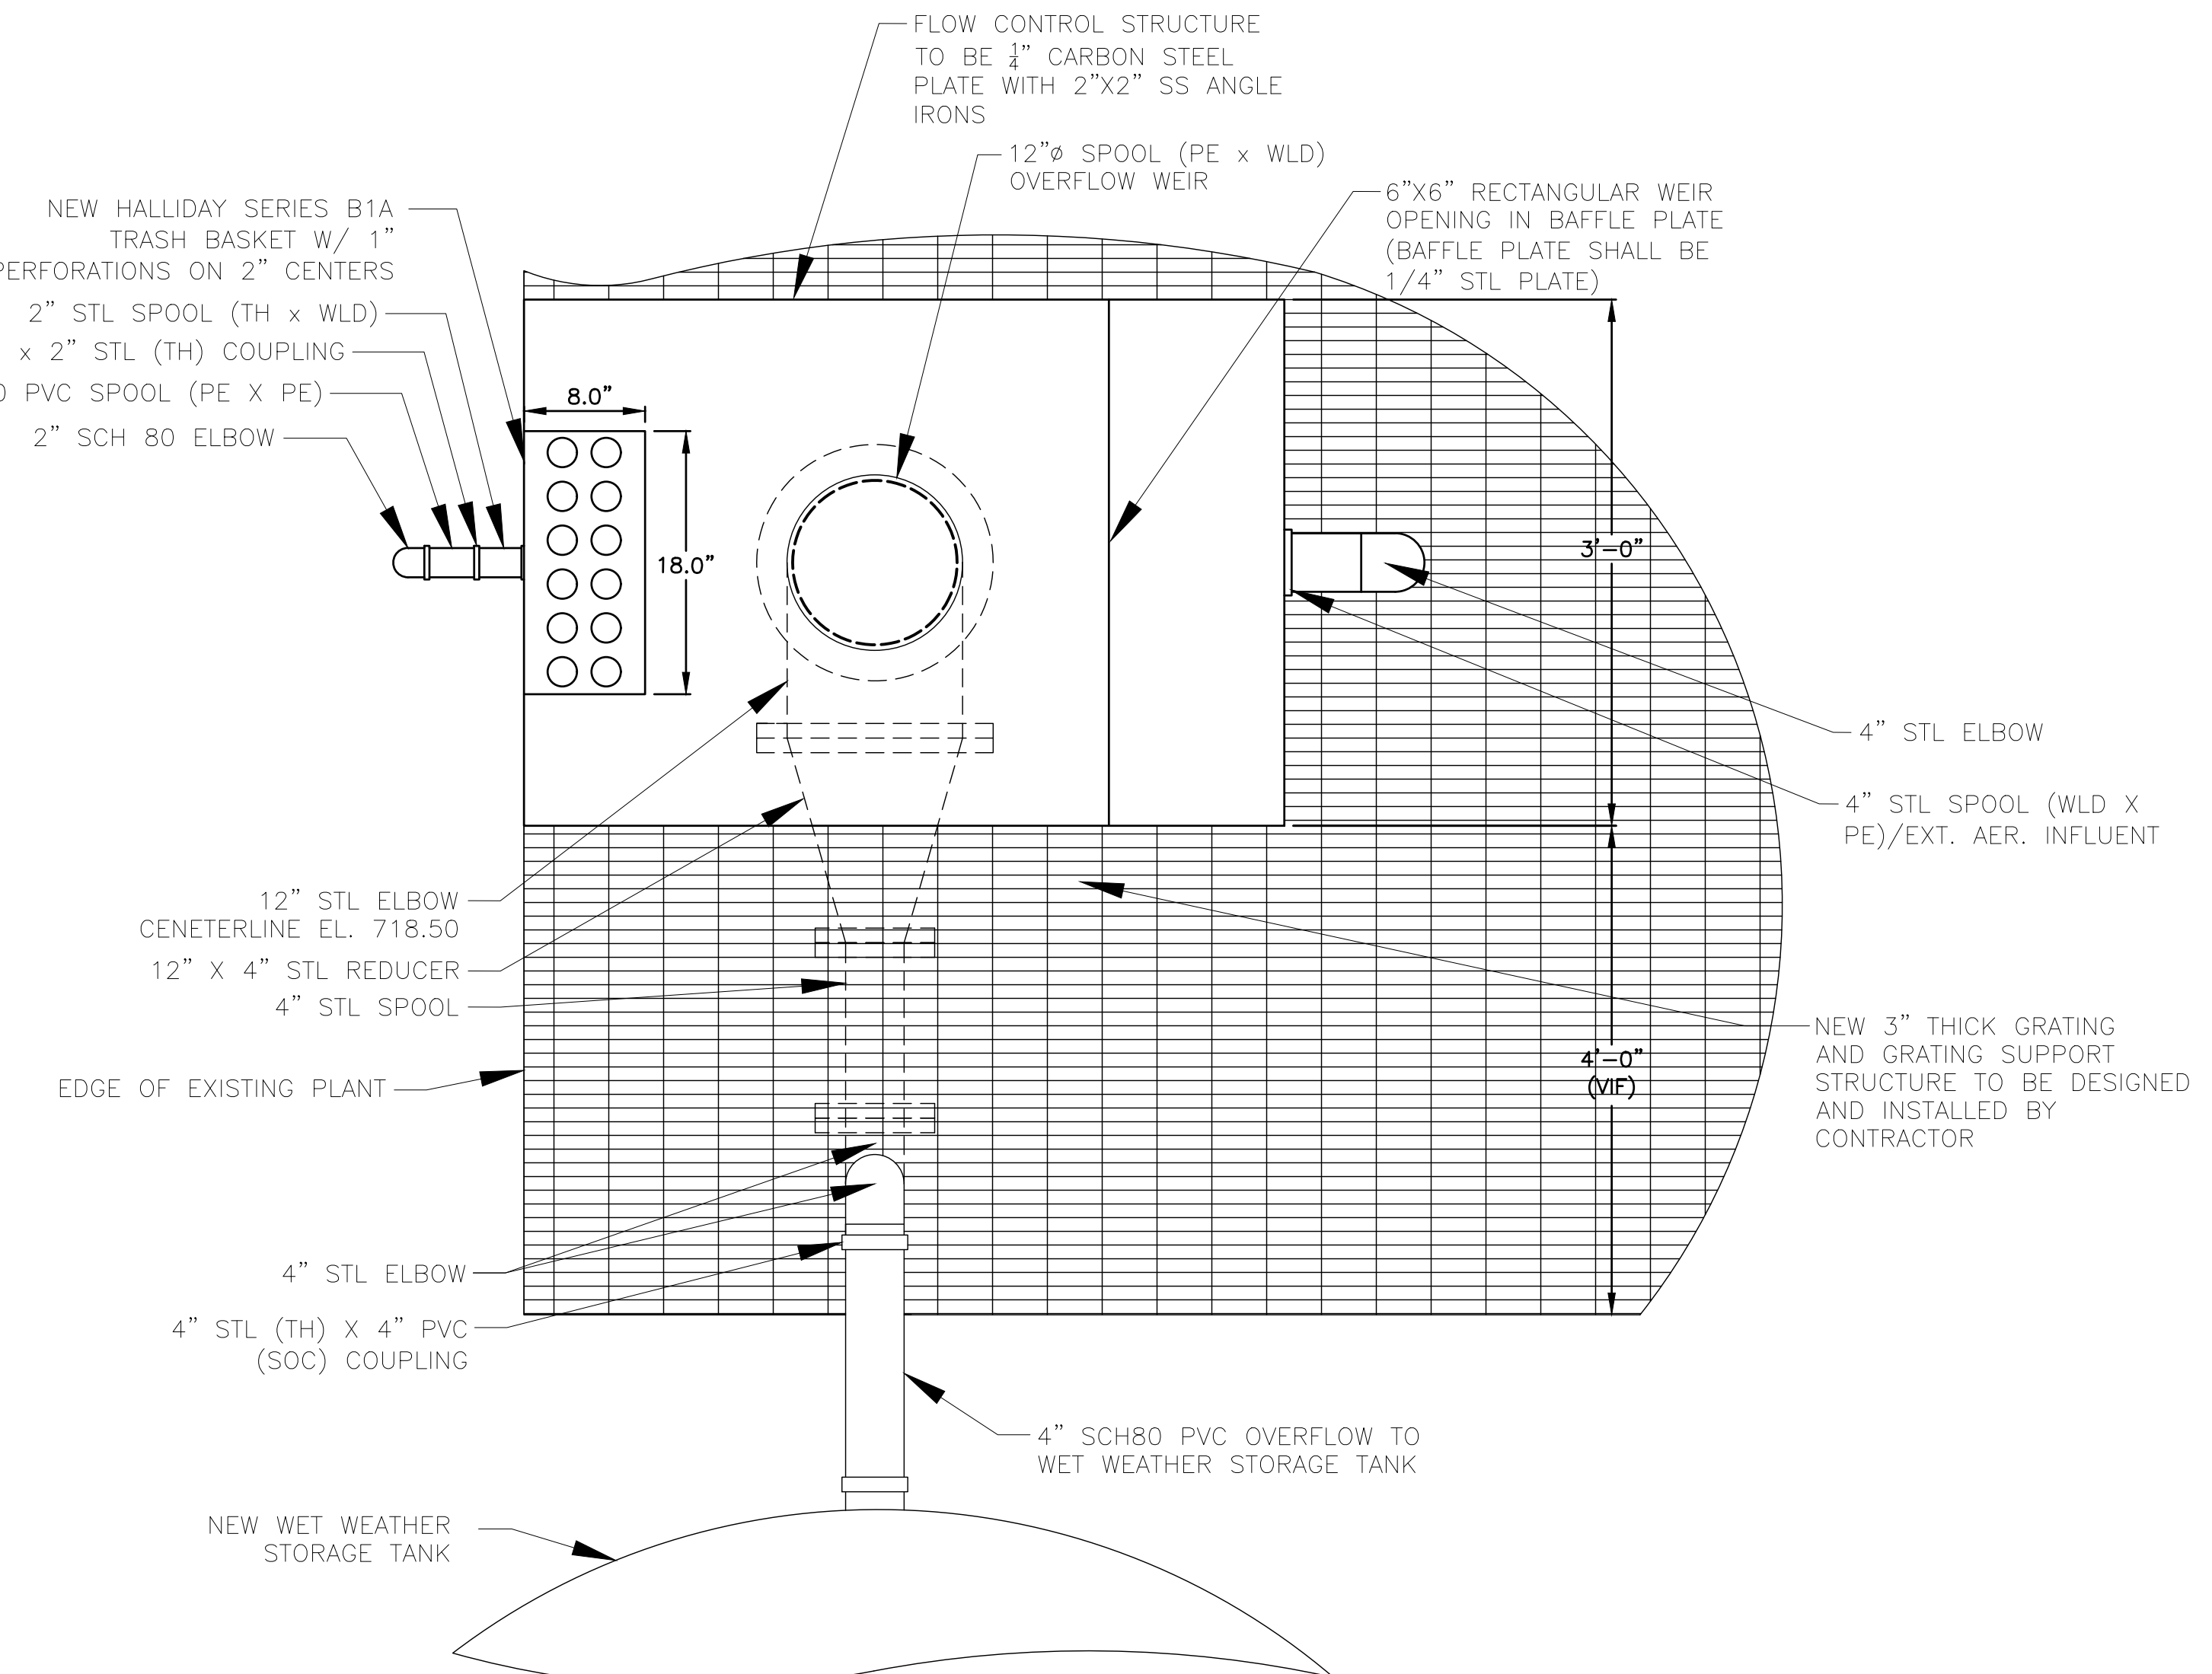 FLOW CONTROL STRUCTURE
TO BE 1/4” CARBON STEEL
PLATE WITH 2”X2” SS ANGLE
IRONS
12”ø SPOOL (PE x WLD)
OVERFLOW WEIR
6”X6” RECTANGULAR WEIR
OPENING IN BAFFLE PLATE
(BAFFLE PLATE SHALL BE
1/4” STL PLATE)
NEW HALLIDAY SERIES B1A
TRASH BASKET W/ 1”
PERFORATIONS ON 2” CENTERS
2” STL SPOOL (TH x WLD)
x 2” STL (TH) COUPLING
PVC SPOOL (PE X PE)
2” SCH 80 ELBOW
8.0”
18.0”
3’-0”
4” STL ELBOW
4” STL SPOOL (WLD X
PE)/EXT. AER. INFLUENT
12” STL ELBOW
CENETERLINE EL. 718.50
12” X 4” STL REDUCER
4” STL SPOOL
EDGE OF EXISTING PLANT
NEW 3” THICK GRATING
AND GRATING SUPPORT
STRUCTURE TO BE DESIGNED
AND INSTALLED BY
CONTRACTOR
4’-0”
(VIF)
4” STL ELBOW
4” STL (TH) X 4” PVC
(SOC) COUPLING
4” SCH80 PVC OVERFLOW TO
WET WEATHER STORAGE TANK
NEW WET WEATHER
STORAGE TANK